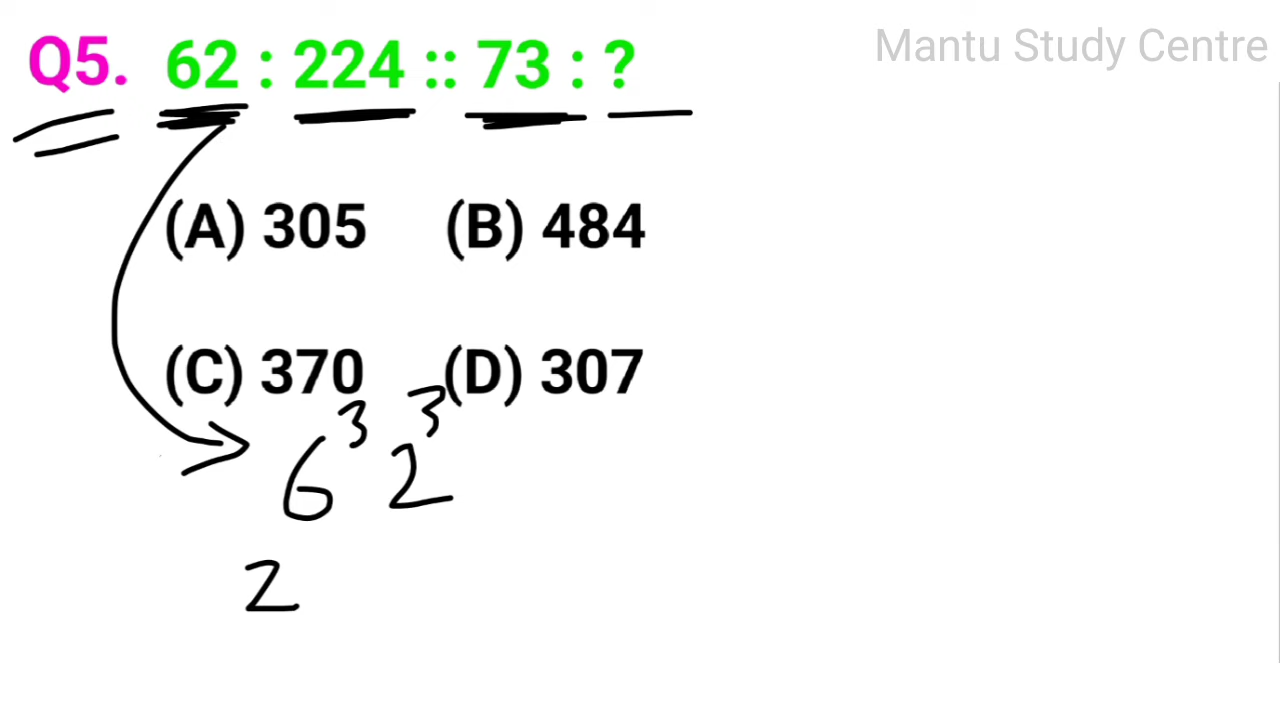 Mantu Study Centre
Q5. 62 : 224 :: 73 : ?
(A) 305 (B) 484
(C) 370 (D) 307
6³ 2³
2